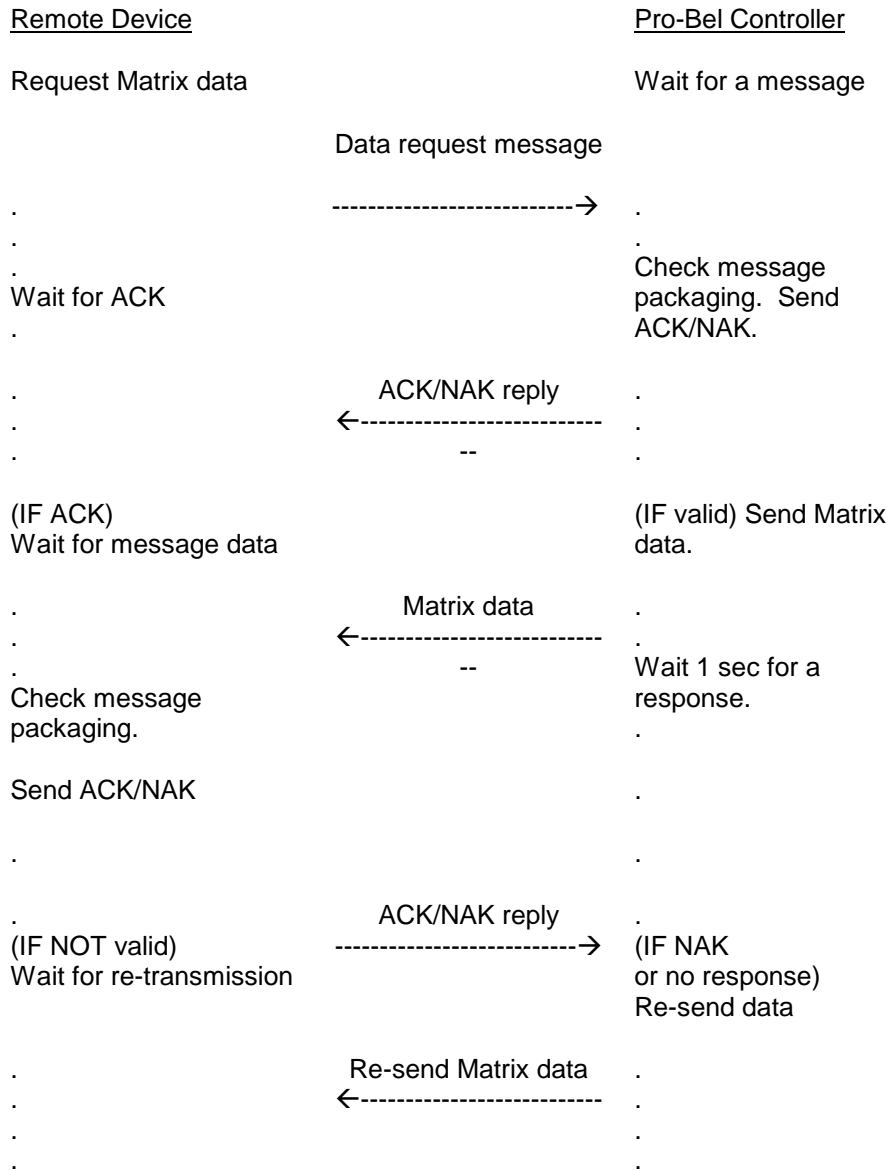 Remote Device Pro-Bel Controller
Request Matrix data Wait for a message
Data request message
. ---------------------------→ .
. .
. Check message
Wait for ACK packaging.  Send
. ACK/NAK.
. ACK/NAK reply .
. ←--------------------------- .
. -- .
(IF ACK) (IF valid) Send Matrix
Wait for message data data.
. Matrix data .
. ←--------------------------- .
. -- Wait 1 sec for a
Check message response.
packaging. .
Send ACK/NAK .
. .
. ACK/NAK reply .
(IF NOT valid) ---------------------------→ (IF NAK
Wait for re-transmission or no response)
Re-send data
. Re-send Matrix data .
. ←--------------------------- .
. .
. .